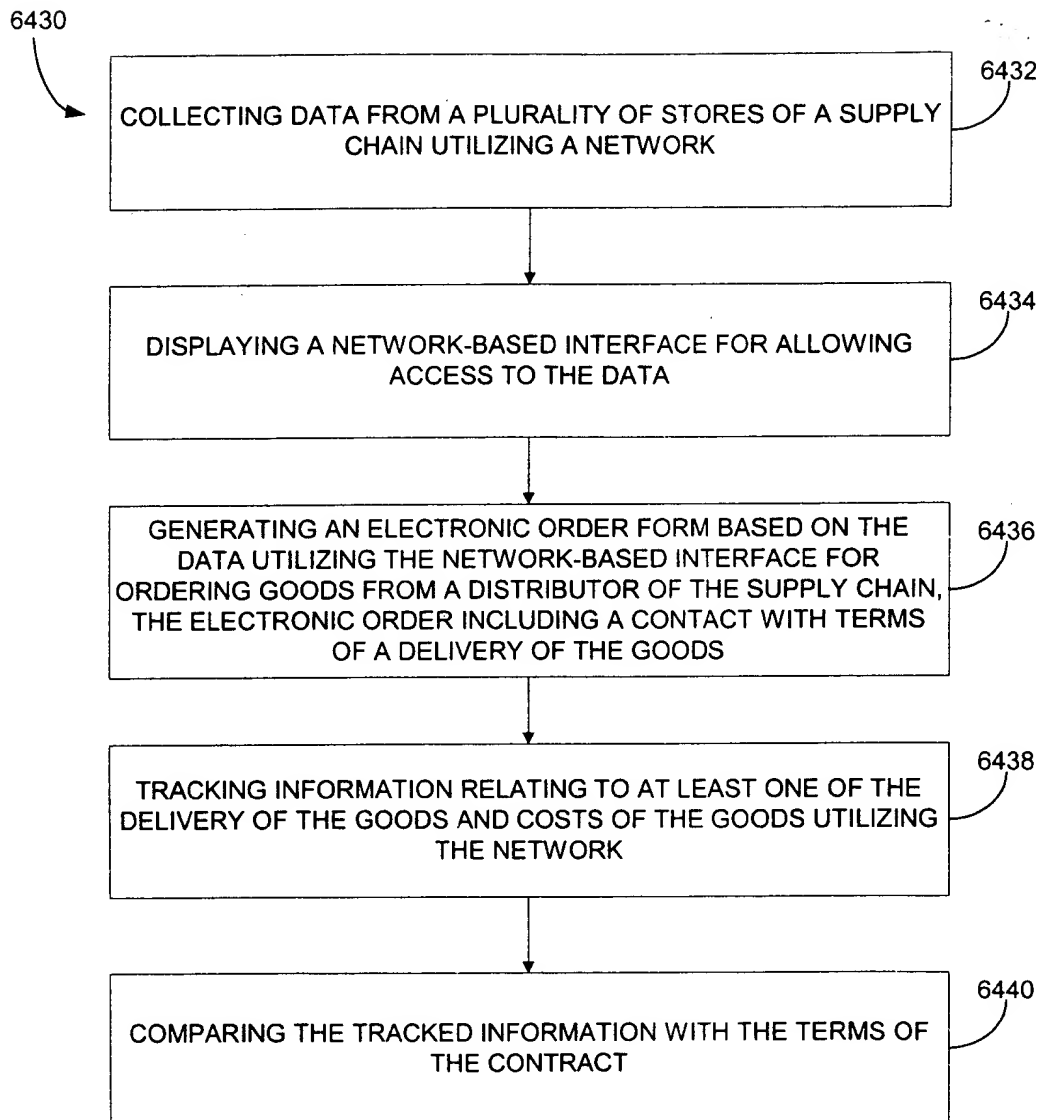 6430
6432
COLLECTING DATA FROM A PLURALITY OF STORES OF A SUPPLY
CHAIN UTILIZING A NETWORK
6434
DISPLAYING A NETWORK-BASED INTERFACE FOR ALLOWING
ACCESS TO THE DATA
6436
GENERATING AN ELECTRONIC ORDER FORM BASED ON THE
DATA UTILIZING THE NETWORK-BASED INTERFACE FOR
ORDERING GOODS FROM A DISTRIBUTOR OF THE SUPPLY CHAIN,
THE ELECTRONIC ORDER INCLUDING A CONTACT WITH TERMS
OF A DELIVERY OF THE GOODS
6438
TRACKING INFORMATION RELATING TO AT LEAST ONE OF THE
DELIVERY OF THE GOODS AND COSTS OF THE GOODS UTILIZING
THE NETWORK
6440
COMPARING THE TRACKED INFORMATION WITH THE TERMS OF
THE CONTRACT